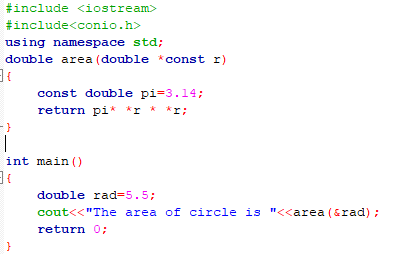 #include <iostream>
#include<conio.h>
using namespace std;
double area(double *const r)
{
const double pi=3.14;
return pi* *r * *r;
}
int main()
{
double rad=5.5;
cout<<"The area of circle is "<<area(&rad);
return 0;
}